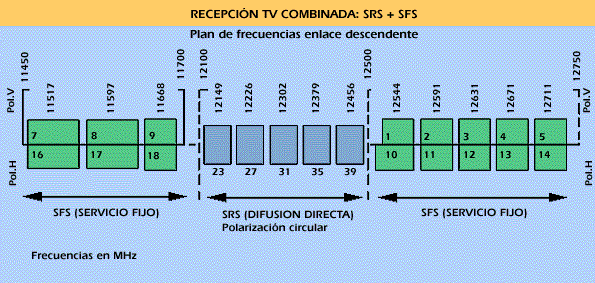 RECEPCIÓN TV COMBINADA: SRS + SFS
Plan de frecuencias enlace descendente
11450 11700 12100 12500 12750
11517 11597 11668 12149 12226 12302 12379 12456 12544 12591 12631 12671 12711
Pol.V Pol.V
7 8 9 1 2 3 4 5
16 17 18 10 11 12 13 14
Pol.H 23 27 31 35 39 Pol.H
SFS (SERVICIO FIJO) SRS (DIFUSION DIRECTA) SFS (SERVICIO FIJO)
Polarización circular
Frecuencias en MHz